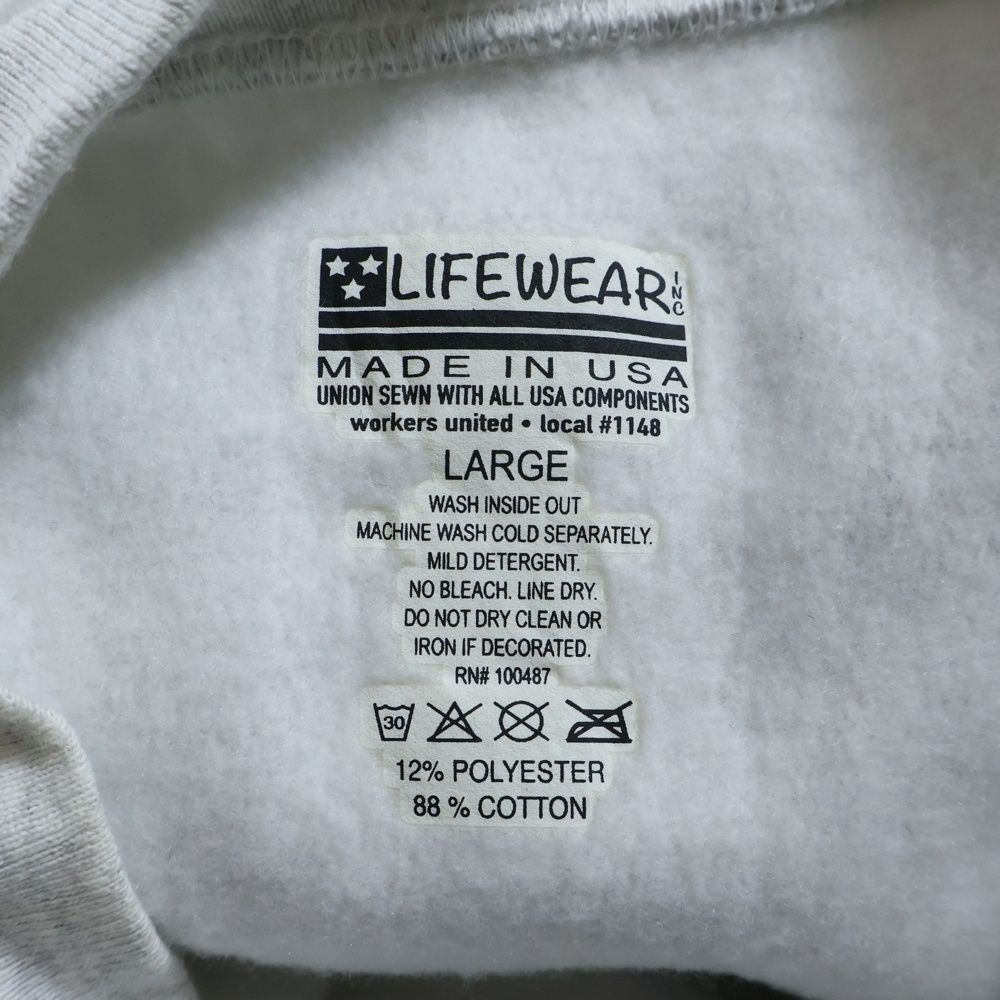 LIFEWEAR INC
MADE IN USA
UNION SEWN WITH ALL USA COMPONENTS
workers united • local #1148
LARGE
WASH INSIDE OUT
MACHINE WASH COLD SEPARATELY.
MILD DETERGENT.
NO BLEACH. LINE DRY.
DO NOT DRY CLEAN OR
IRON IF DECORATED.
RN# 100487
30
12% POLYESTER
88 % COTTON